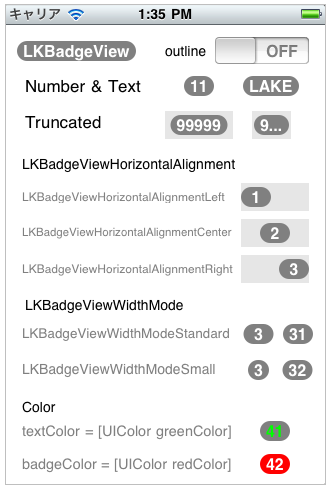 キャリア 1:35 PM
LKBadgeView outline OFF
Number & Text 11 LAKE
Truncated 99999 9...
LKBadgeViewHorizontalAlignment
LKBadgeViewHorizontalAlignmentLeft 1
LKBadgeViewHorizontalAlignmentCenter 2
LKBadgeViewHorizontalAlignmentRight 3
LKBadgeViewWidthMode
LKBadgeViewWidthModeStandard 3 31
LKBadgeViewWidthModeSmall 3 32
Color
textColor = [UIColor greenColor] 41
badgeColor = [UIColor redColor] 42